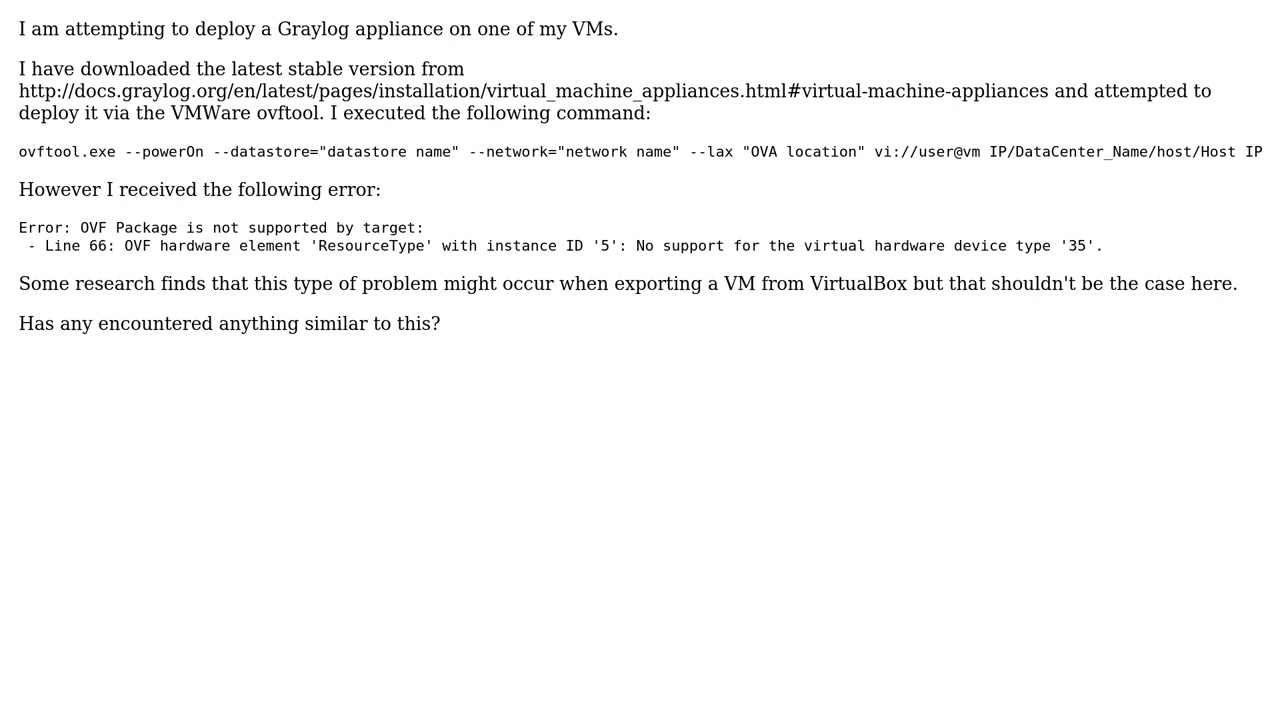 I am attempting to deploy a Graylog appliance on one of my VMs.
I have downloaded the latest stable version from
http://docs.graylog.org/en/latest/pages/installation/virtual_machine_appliances.html#virtual-machine-appliances and attempted to
deploy it via the VMWare ovftool. I executed the following command:
ovftool.exe --powerOn --datastore="datastore name" --network="network name" --lax "OVA location" vi://user@vm IP/DataCenter_Name/host/Host IP
However I received the following error:
Error: OVF Package is not supported by target:
 - Line 66: OVF hardware element 'ResourceType' with instance ID '5': No support for the virtual hardware device type '35'.
Some research finds that this type of problem might occur when exporting a VM from VirtualBox but that shouldn't be the case here.
Has any encountered anything similar to this?